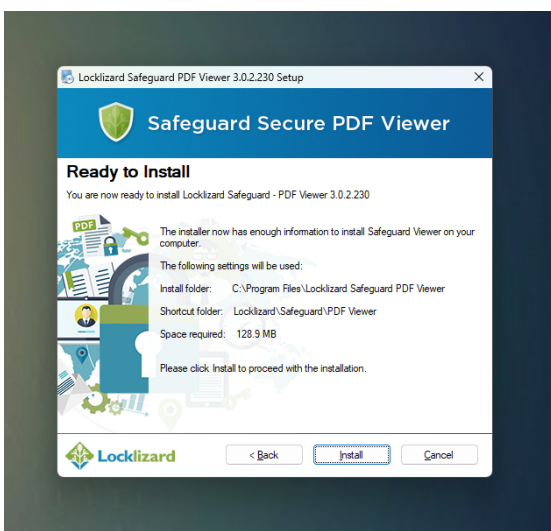 Locklizard Safeguard PDF Viewer 3.0.2.230 Setup
Safeguard Secure PDF Viewer
Ready to Install
You are now ready to install Locklizard Safeguard - PDF Viewer 3.0.2.230
PDF
The installer now has enough information to install Safeguard Viewer on your
computer.
The following settings will be used:
Install folder: C:\Program Files\Locklizard Safeguard PDF Viewer
Shortcut folder: Locklizard\Safeguard\PDF Viewer
Space required: 128.9 MB
Please click Install to proceed with the installation.
Locklizard
< Back Install Cancel